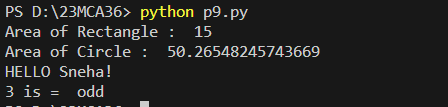 PS D:\23MCA36> python p9.py
Area of Rectangle :  15
Area of Circle :  50.26548245743669
HELLO Sneha!
3 is =  odd